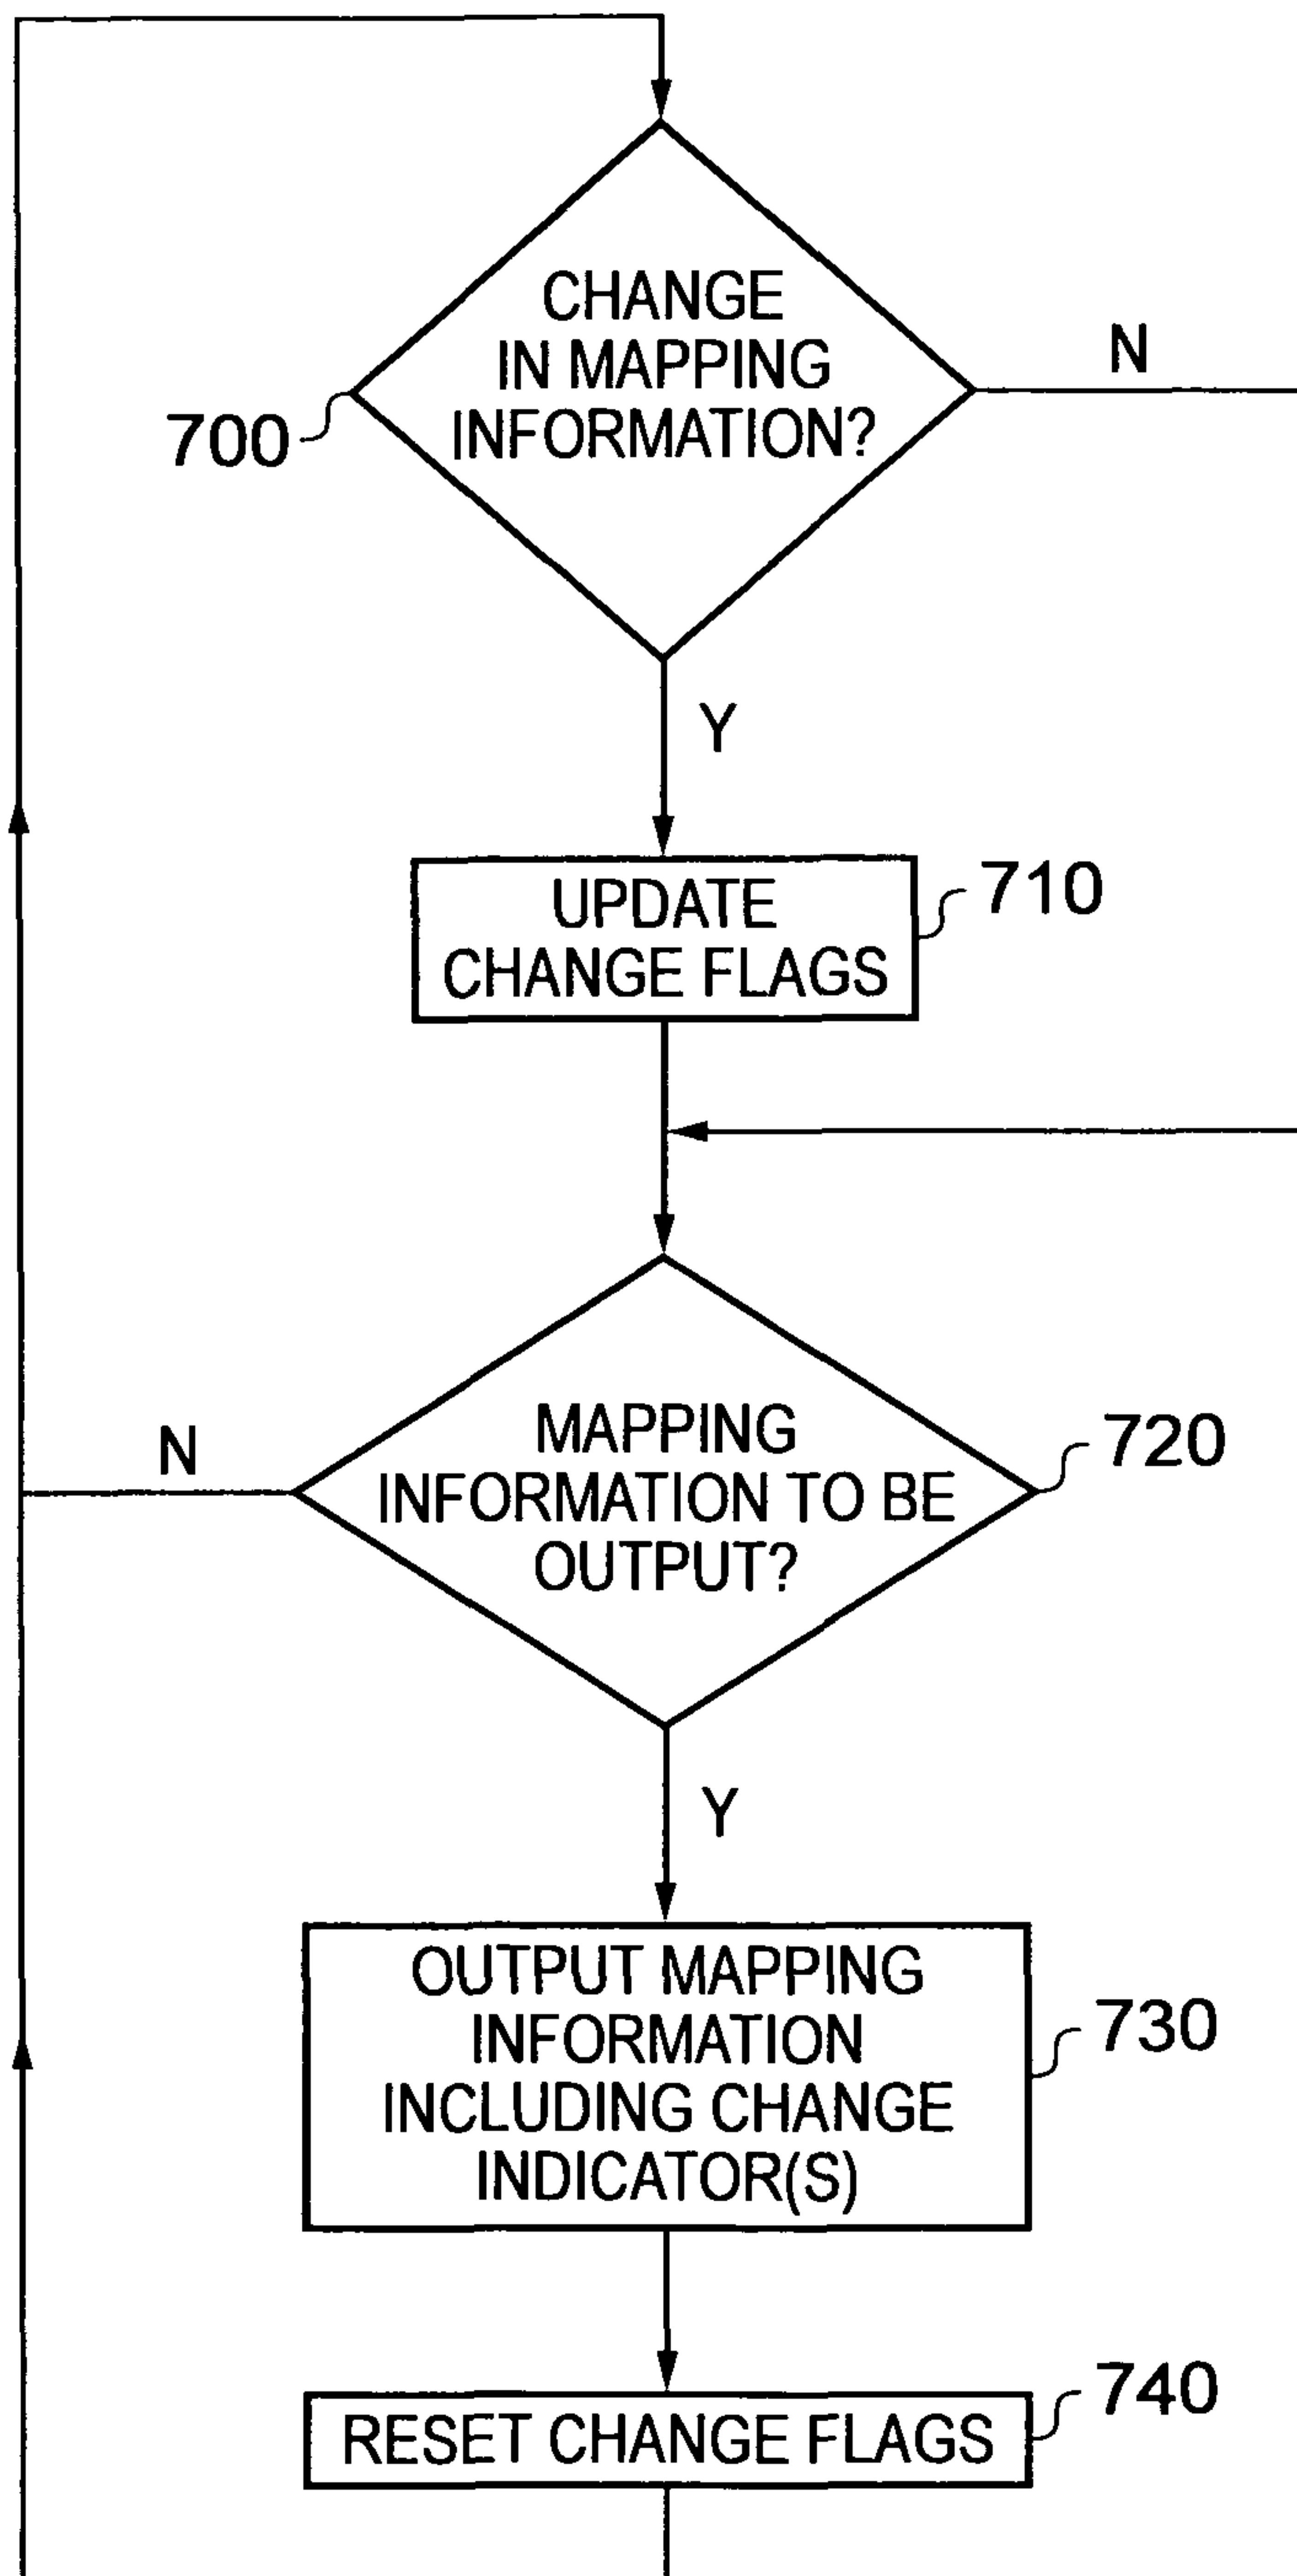 CHANGE
IN MAPPING
INFORMATION?
N
700
Y
UPDATE
CHANGE FLAGS
710
MAPPING
INFORMATION TO BE
OUTPUT?
N
720
Y
OUTPUT MAPPING
INFORMATION
INCLUDING CHANGE
INDICATOR(S)
730
RESET CHANGE FLAGS
740